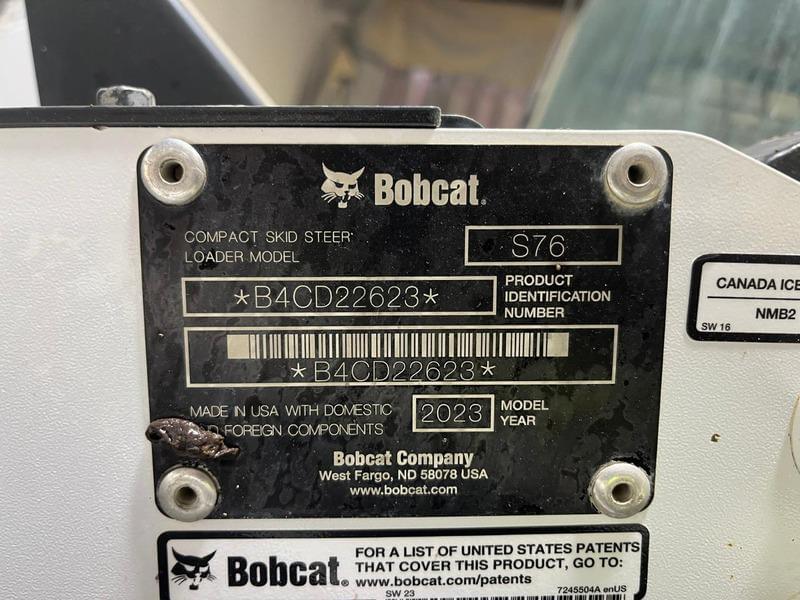 Bobcat.
COMPACT SKID STEER
LOADER MODEL
S76
*B4CD22623*
PRODUCT
IDENTIFICATION
NUMBER
*B4CD22623*
MADE IN USA WITH DOMESTIC
FOREIGN COMPONENTS
2023
MODEL
YEAR
Bobcat Company
West Fargo, ND 58078 USA
www.bobcat.com
CANADA ICE
NMB2
SW 16
Bobcat.
FOR A LIST OF UNITED STATES PATENTS
THAT COVER THIS PRODUCT, GO TO:
www.bobcat.com/patents
SW 23
7245504A enUS